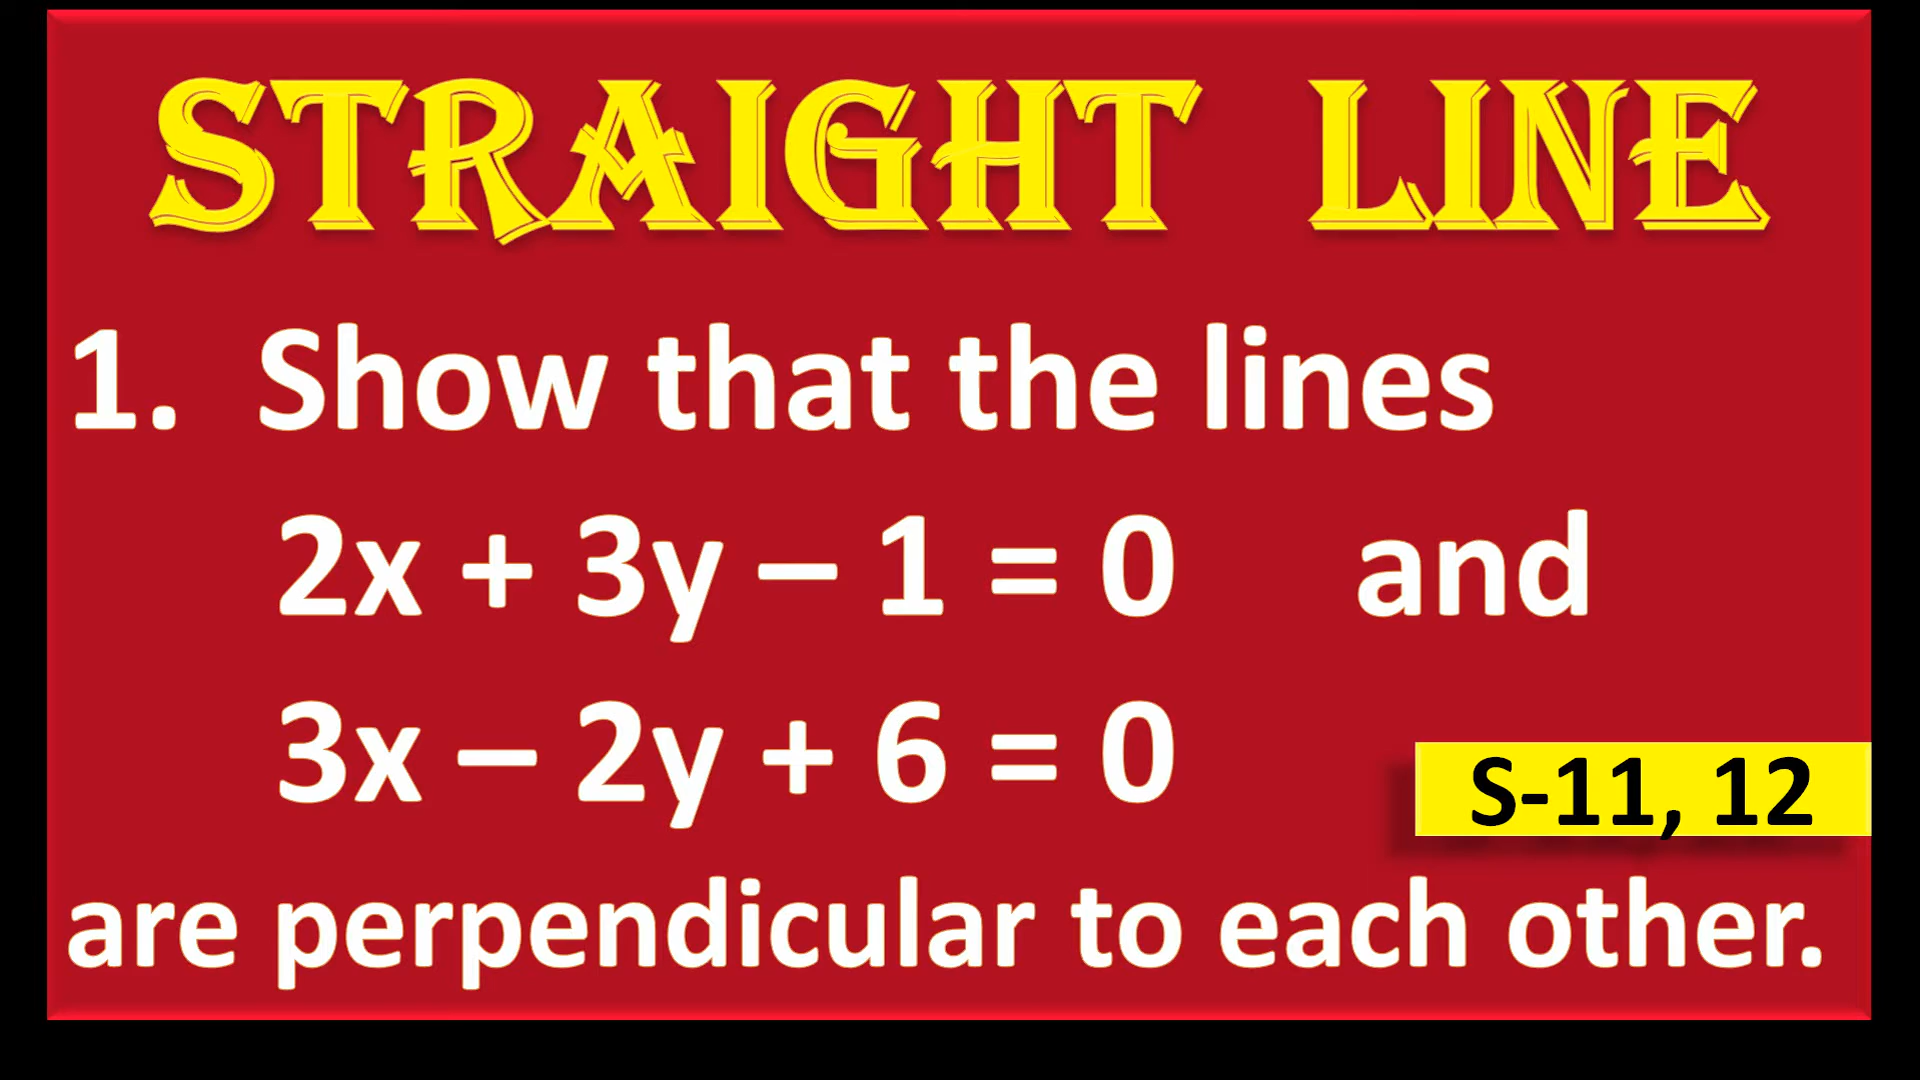 STRAIGHT LINE
1. Show that the lines
2x + 3y – 1 = 0 and
3x – 2y + 6 = 0
S-11, 12
are perpendicular to each other.